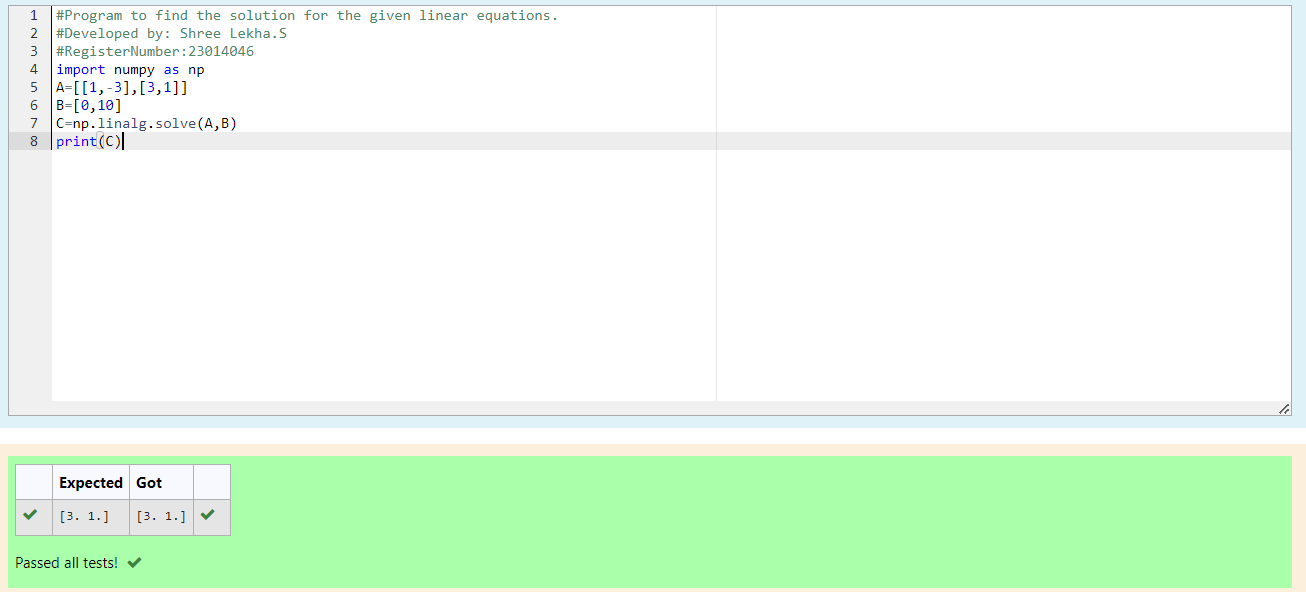 1 #Program to find the solution for the given linear equations.
2 #Developed by: Shree Lekha.S
3 #RegisterNumber:23014046
4 import numpy as np
5 A=[[1,-3],[3,1]]
6 B=[0,10]
7 C=np.linalg.solve(A,B)
8 print(C)
Expected Got
[3. 1.] [3. 1.]
Passed all tests!